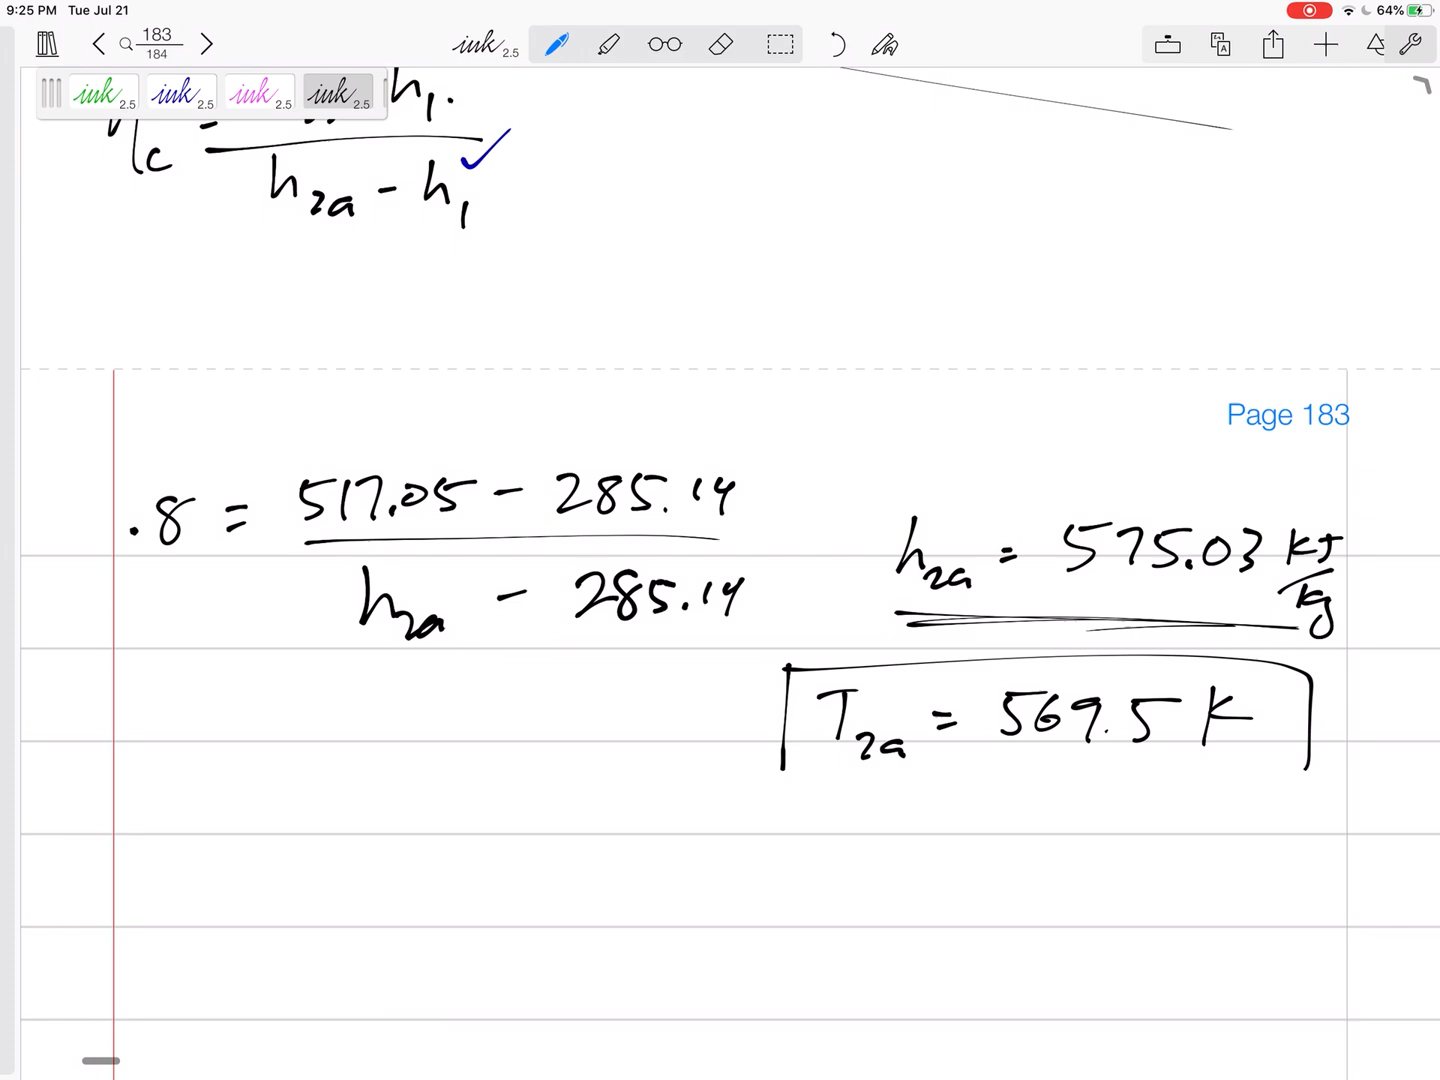 9:25 PM Tue Jul 21
64%
183
184
ink 2.5
ink 2.5 ink 2.5 ink 2.5 ink 2.5
h1.
ηc =
h2a - h1
Page 183
.8 = 517.05 - 285.14
h2a - 285.14
h2a = 575.03 kJ
kg
T2a = 569.5 K